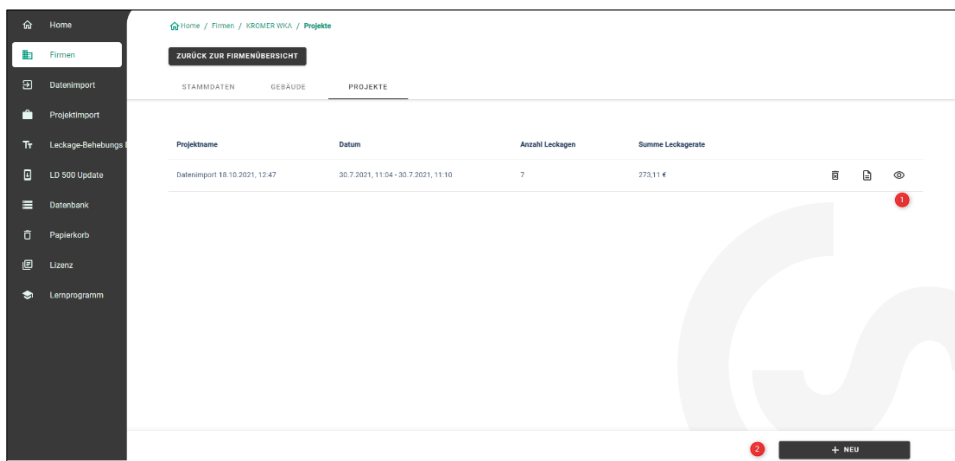 Home
Firmen
Datenimport
Projektimport
Leckage-Behebungs
LD 500 Update
Datenbank
Papierkorb
Lizenz
Lernprogramm
Home / Firmen / KROMER WKA / Projekte
ZURÜCK ZUR FIRMENÜBERSICHT
STAMMDATEN GEBÄUDE PROJEKTE
Projektname Datum Anzahl Leckagen Summe Leckagerate
Datenimport 18.10.2021, 12:47 30.7.2021, 11:04 - 30.7.2021, 11:10 7 273,11 €
1
2 + NEU